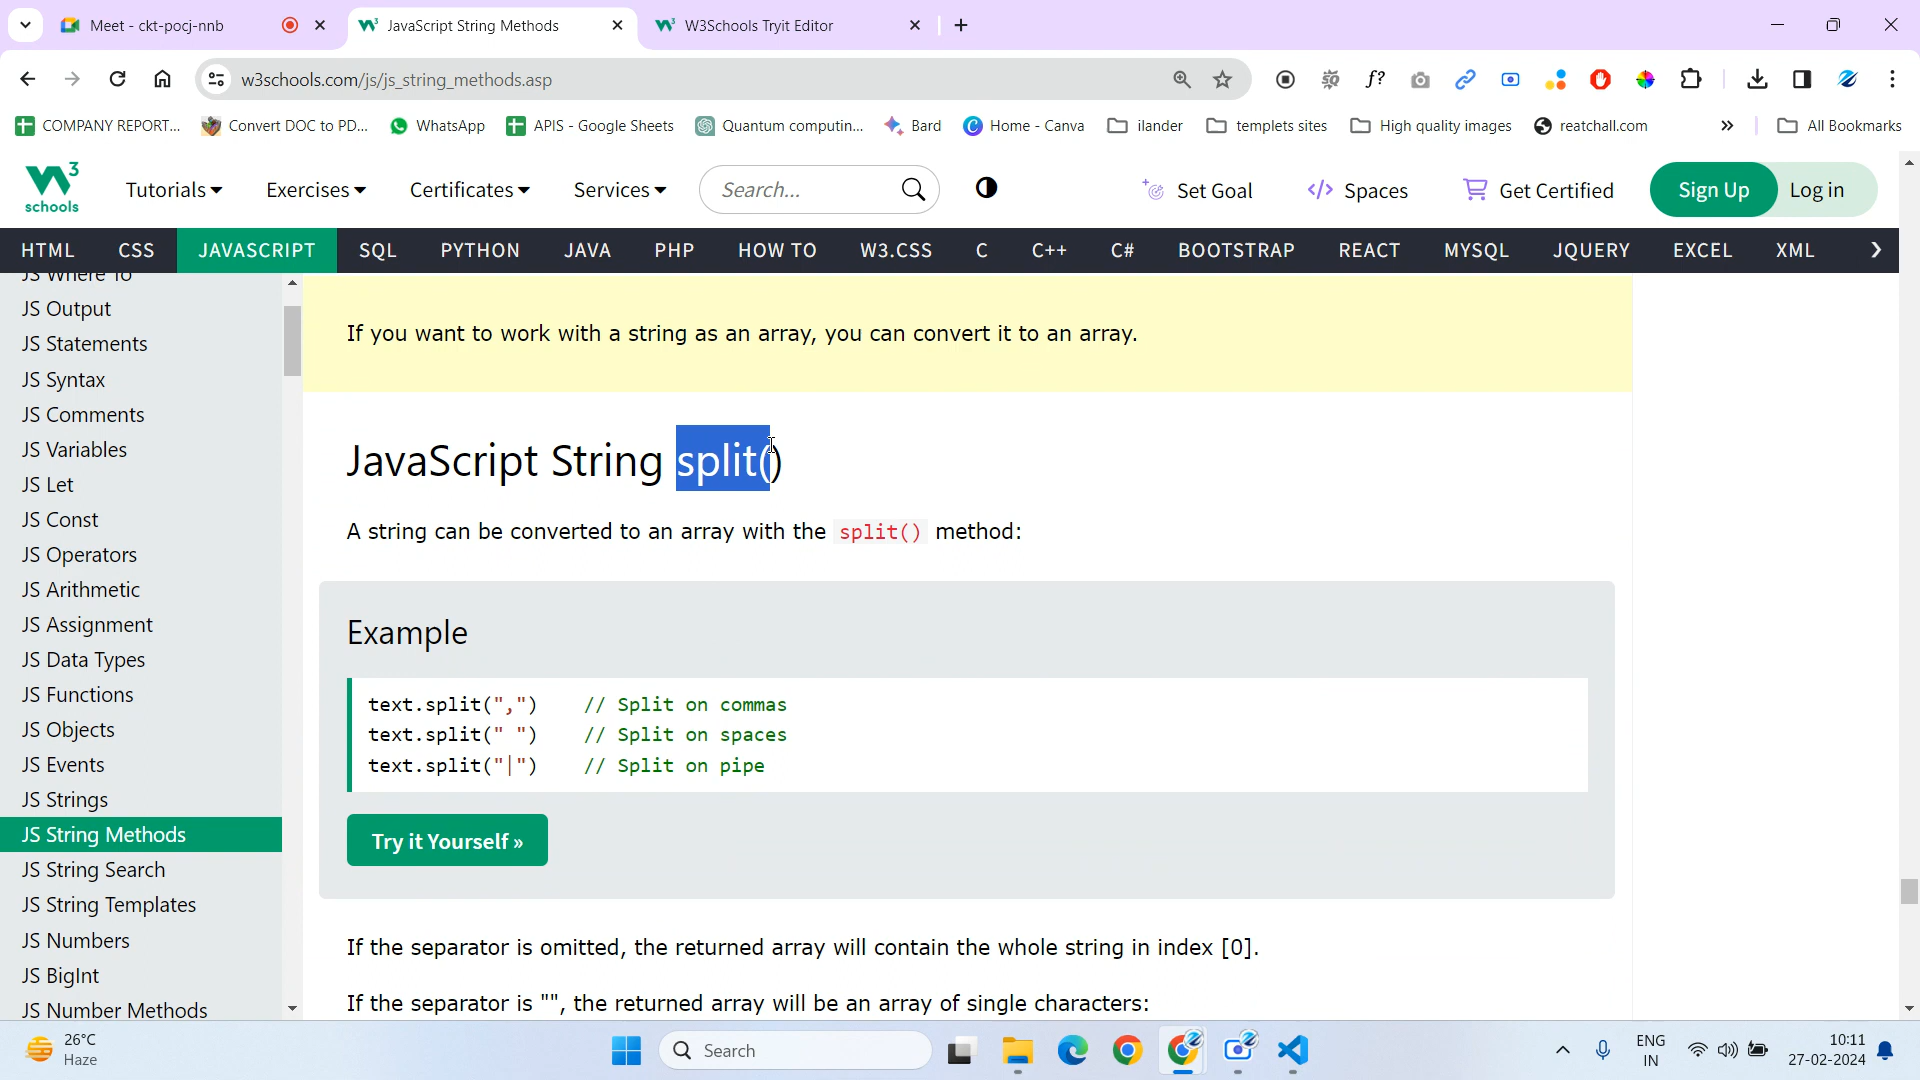 Meet - ckt-pocj-nnb
JavaScript String Methods
W3Schools Tryit Editor
w3schools.com/js/js_string_methods.asp
COMPANY REPORT...
Convert DOC to PD...
WhatsApp
APIS - Google Sheets
Quantum computin...
Bard
Home - Canva
ilander
templets sites
High quality images
reatchall.com
All Bookmarks
W3 schools
Tutorials
Exercises
Certificates
Services
Search...
Set Goal
Spaces
Get Certified
Sign Up
Log in
HTML CSS JAVASCRIPT SQL PYTHON JAVA PHP HOW TO W3.CSS C C++ C# BOOTSTRAP REACT MYSQL JQUERY EXCEL XML
JS Where To
JS Output
JS Statements
JS Syntax
JS Comments
JS Variables
JS Let
JS Const
JS Operators
JS Arithmetic
JS Assignment
JS Data Types
JS Functions
JS Objects
JS Events
JS Strings
JS String Methods
JS String Search
JS String Templates
JS Numbers
JS BigInt
JS Number Methods
If you want to work with a string as an array, you can convert it to an array.
JavaScript String split()
A string can be converted to an array with the split() method:
Example
text.split(",")    // Split on commas
text.split(" ")    // Split on spaces
text.split("|")    // Split on pipe
Try it Yourself »
If the separator is omitted, the returned array will contain the whole string in index [0].
If the separator is "", the returned array will be an array of single characters:
26°C
Haze
Search
ENG
IN
10:11
27-02-2024